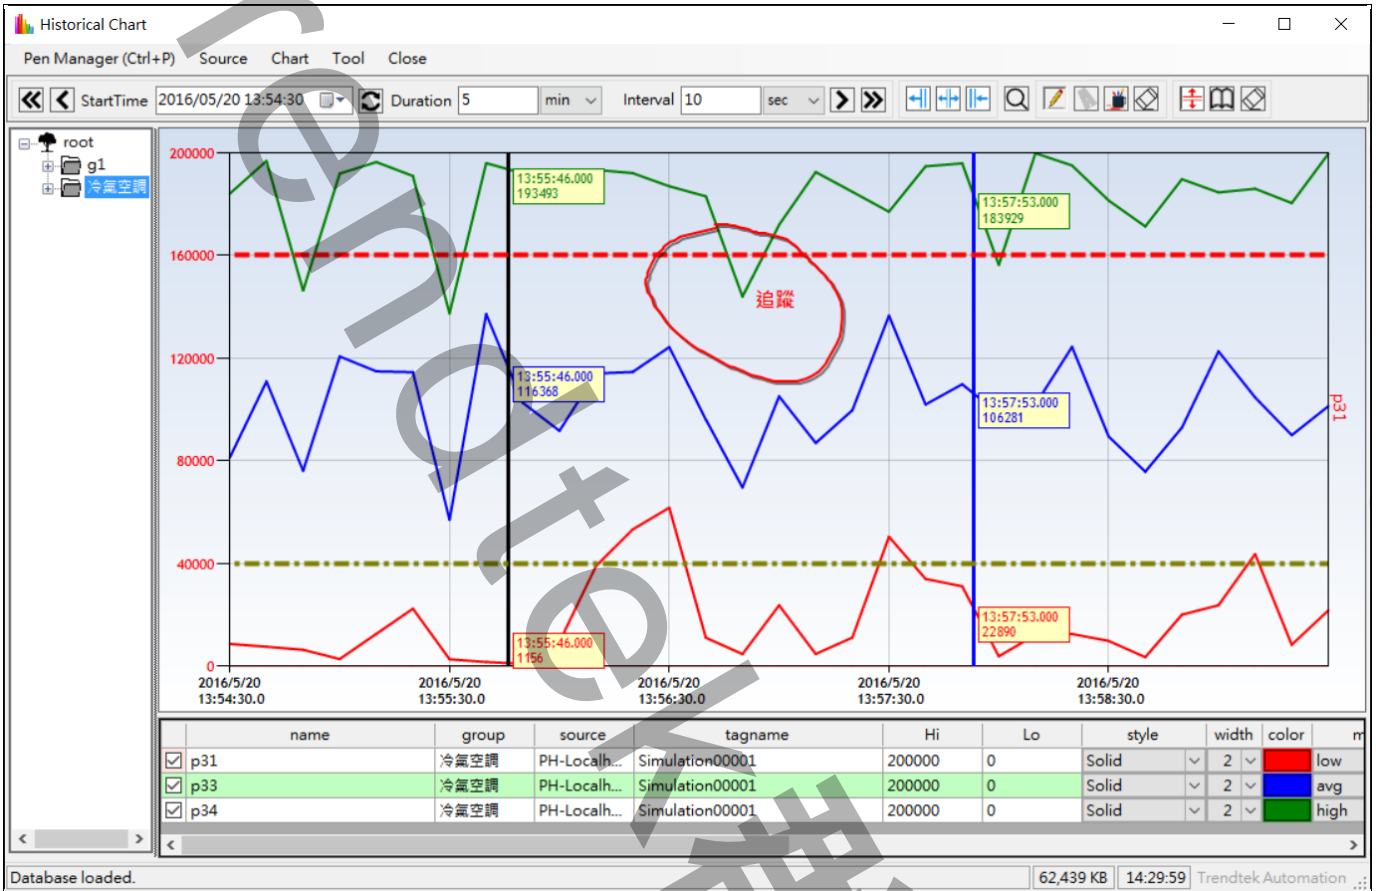 Historical Chart
Pen Manager (Ctrl+P) Source Chart Tool Close
StartTime 2016/05/20 13:54:30 Duration 5 min Interval 10 sec
root
g1
冷氣空調
200000
160000
120000
80000
40000
0
13:55:46.000
193493
13:57:53.000
183929
追蹤
13:55:46.000
116368
13:57:53.000
106281
p31
13:55:46.000
1156
13:57:53.000
22890
2016/5/20 2016/5/20 2016/5/20 2016/5/20 2016/5/20
13:54:30.0 13:55:30.0 13:56:30.0 13:57:30.0 13:58:30.0
name group source tagname Hi Lo style width color m
p31 冷氣空調 PH-Localh... Simulation00001 200000 0 Solid 2 low
p33 冷氣空調 PH-Localh... Simulation00001 200000 0 Solid 2 avg
p34 冷氣空調 PH-Localh... Simulation00001 200000 0 Solid 2 high
Database loaded. 62,439 KB 14:29:59 Trendtek Automation
Trendtek